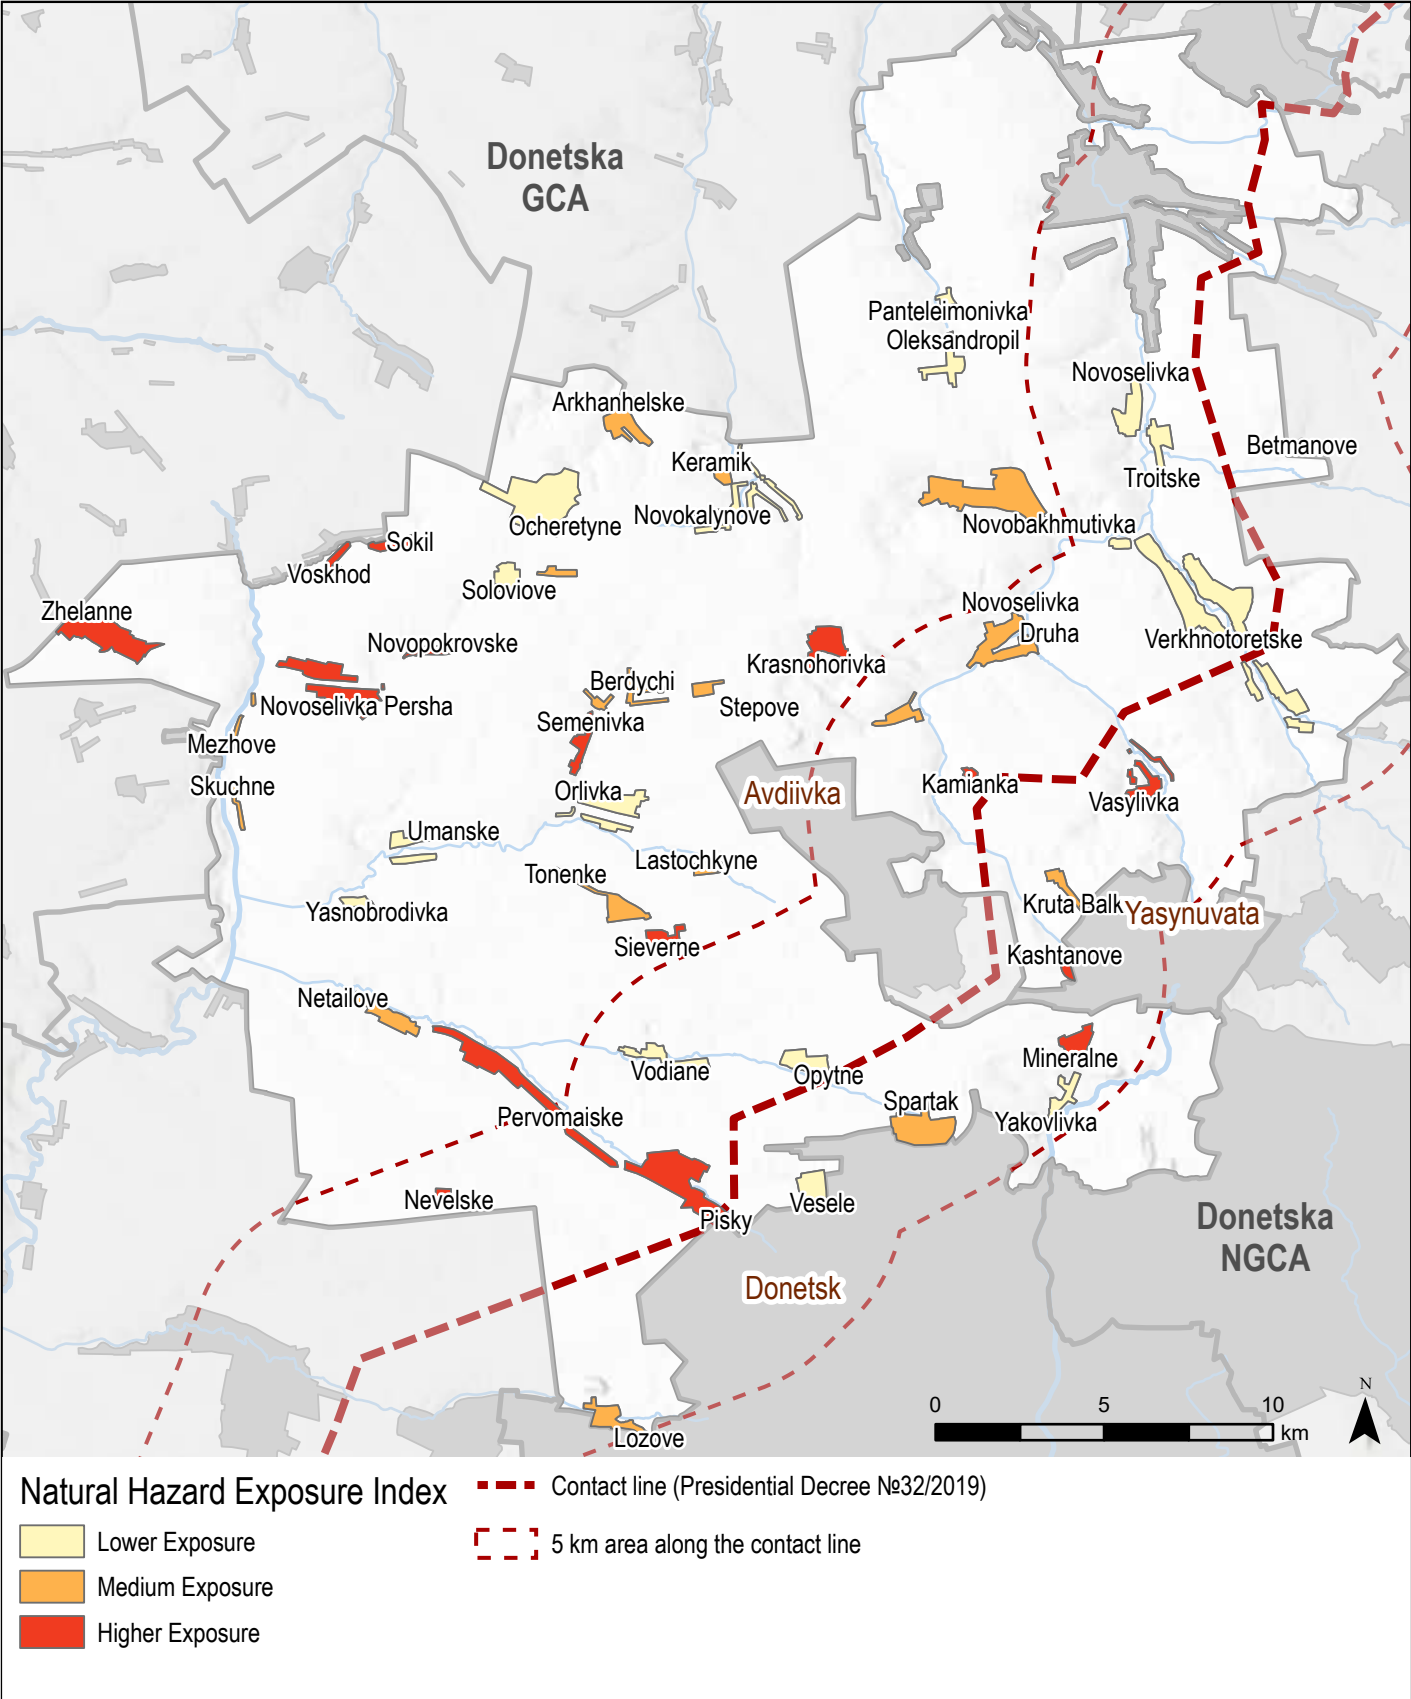 Donetska
GCA
Panteleimonivka
Oleksandropil
Novoselivka
Arkhanhelske
Betmanove
Keramik
Troitske
Novokalynove
Ocheretyne
Novobakhmutivka
Sokil
Voskhod
Soloviove
Zhelanne
Novoselivka
Druha
Novopokrovske
Verkhnotoretske
Krasnohorivka
Berdychi
Novoselivka Persha
Stepove
Semenivka
Mezhove
Skuchne
Orlivka
Avdiivka
Kamianka
Vasylivka
Umanske
Lastochkyne
Tonenke
Yasnobrodivka
Kruta Balk
Yasynuvata
Sieverne
Kashtanove
Netailove
Vodiane
Opytne
Mineralne
Pervomaiske
Spartak
Yakovlivka
Nevelske
Vesele
Pisky
Donetska
NGCA
Donetsk
Lozove
0 5 10
km
N
Natural Hazard Exposure Index
Lower Exposure
Medium Exposure
Higher Exposure
Contact line (Presidential Decree №32/2019)
5 km area along the contact line